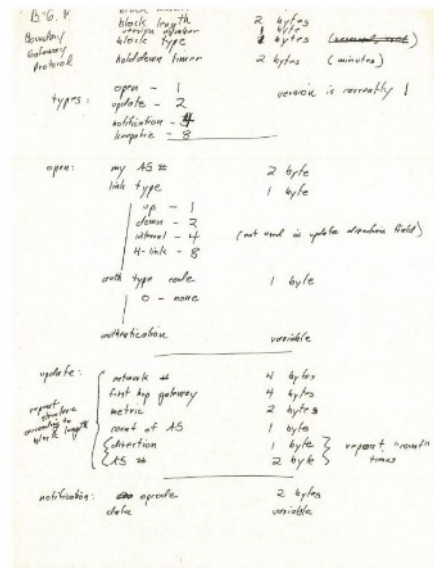 B.G.P.
Boundary
Gateway
Protocol
block length 2 bytes
version number 1 byte
block type 1 bytes
holddown timer 2 bytes (minutes)
types: open - 1 version is currently 1
update - 2
notification - 4
keepalive - 8
open: my AS # 2 byte
link type 1 byte
up - 1
down - 2
internal - 4 (not used in update direction field)
H-link - 8
auth type code 1 byte
0 - none
authentication variable
update: network # 4 bytes
first hop gateway 4 bytes
metric 2 bytes
count of AS 1 byte
direction 1 byte
AS # 2 byte
repeat structure according to block length
repeat "count" times
notification: opcode 2 bytes
data variable